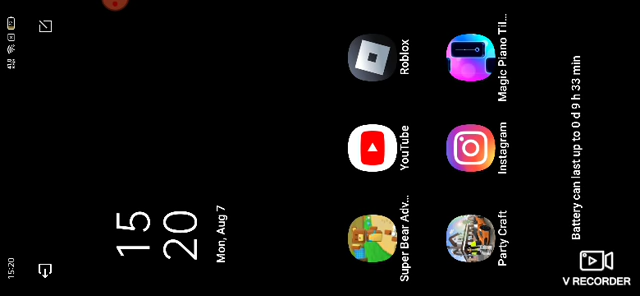 15:20
15
20
Mon, Aug 7
Super Bear Adv...
YouTube
Roblox
Party Craft
Instagram
Magic Piano Til...
Battery can last up to 0 d 9 h 33 min
V RECORDER